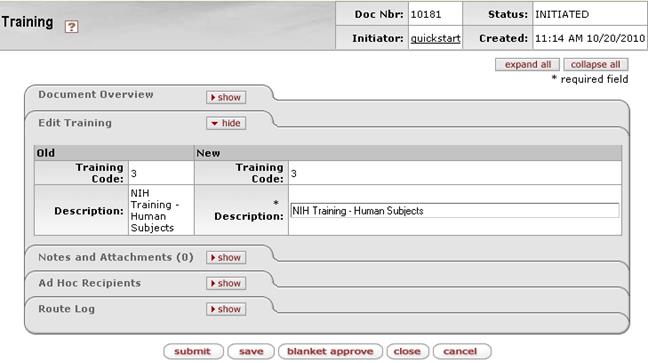 Training ?
Doc Nbr: 10181 Status: INITIATED
Initiator: quickstart Created: 11:14 AM 10/20/2010
expand all collapse all
* required field
Document Overview show
Edit Training hide
Old New
Training Code: 3 Training Code: 3
Description: NIH Training - Human Subjects * Description: NIH Training - Human Subjects
Notes and Attachments (0) show
Ad Hoc Recipients show
Route Log show
submit save blanket approve close cancel